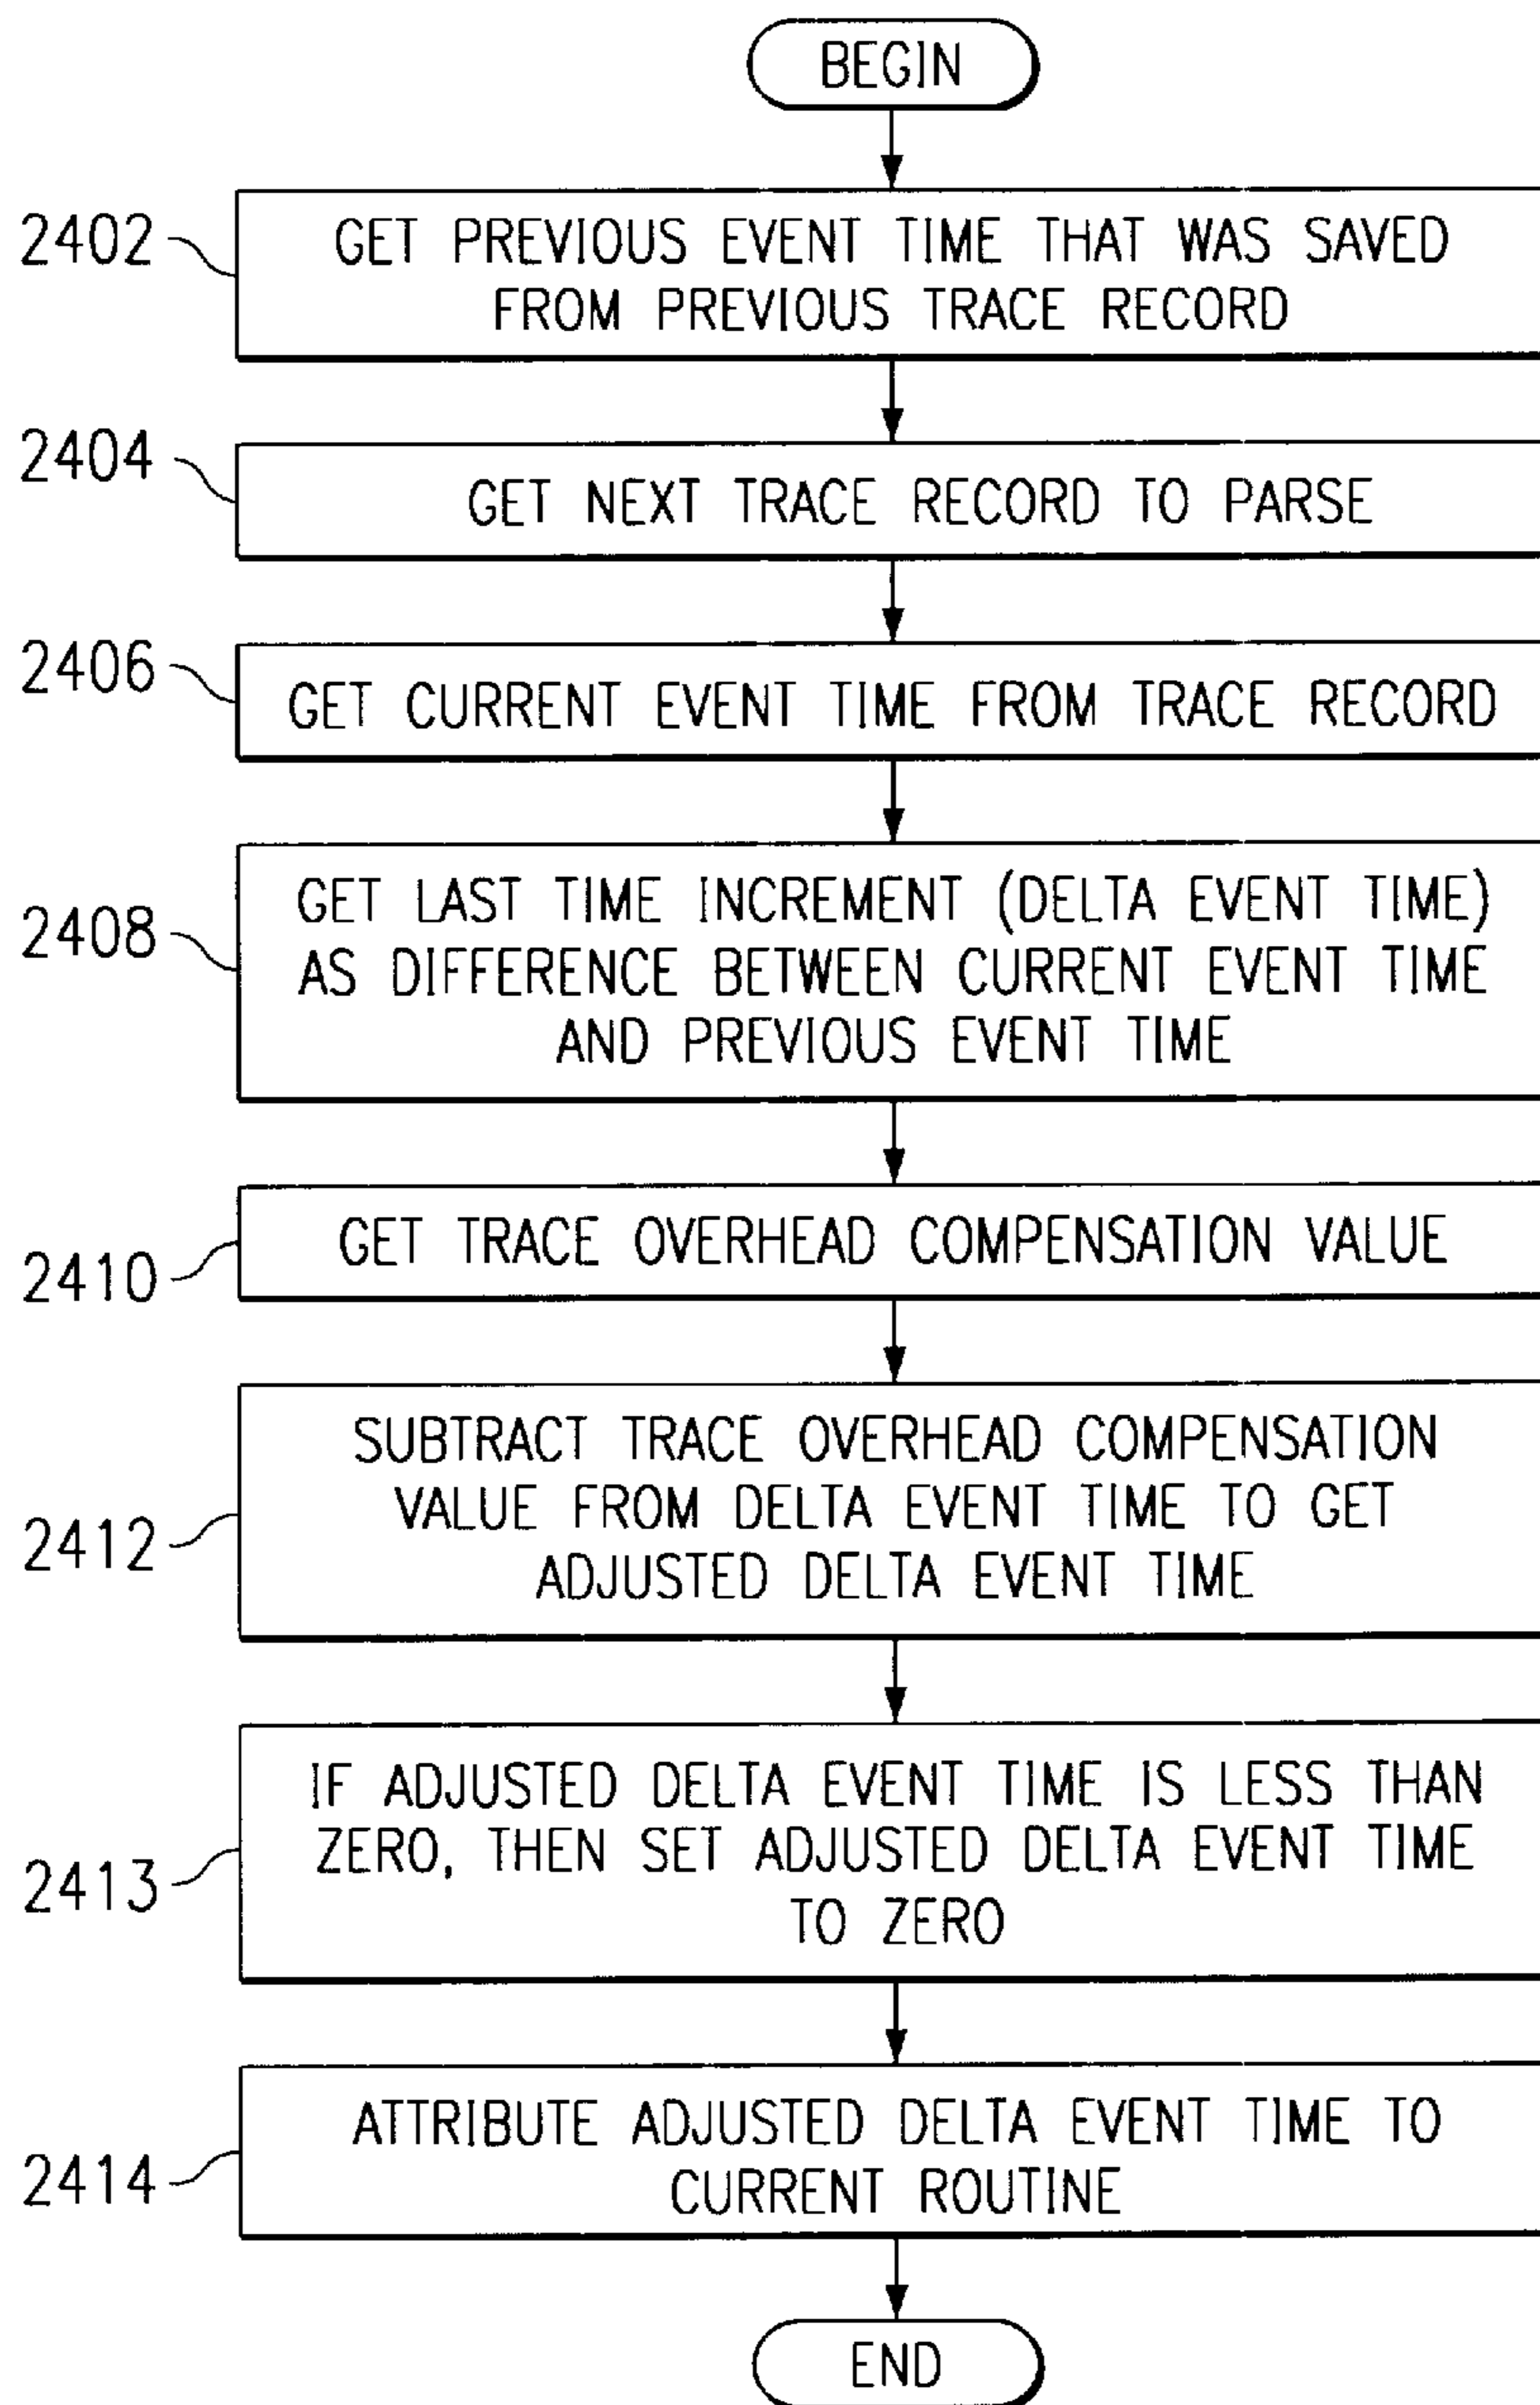 BEGIN
2402
GET PREVIOUS EVENT TIME THAT WAS SAVED
FROM PREVIOUS TRACE RECORD
2404
GET NEXT TRACE RECORD TO PARSE
2406
GET CURRENT EVENT TIME FROM TRACE RECORD
2408
GET LAST TIME INCREMENT (DELTA EVENT TIME)
AS DIFFERENCE BETWEEN CURRENT EVENT TIME
AND PREVIOUS EVENT TIME
2410
GET TRACE OVERHEAD COMPENSATION VALUE
2412
SUBTRACT TRACE OVERHEAD COMPENSATION
VALUE FROM DELTA EVENT TIME TO GET
ADJUSTED DELTA EVENT TIME
2413
IF ADJUSTED DELTA EVENT TIME IS LESS THAN
ZERO, THEN SET ADJUSTED DELTA EVENT TIME
TO ZERO
2414
ATTRIBUTE ADJUSTED DELTA EVENT TIME TO
CURRENT ROUTINE
END